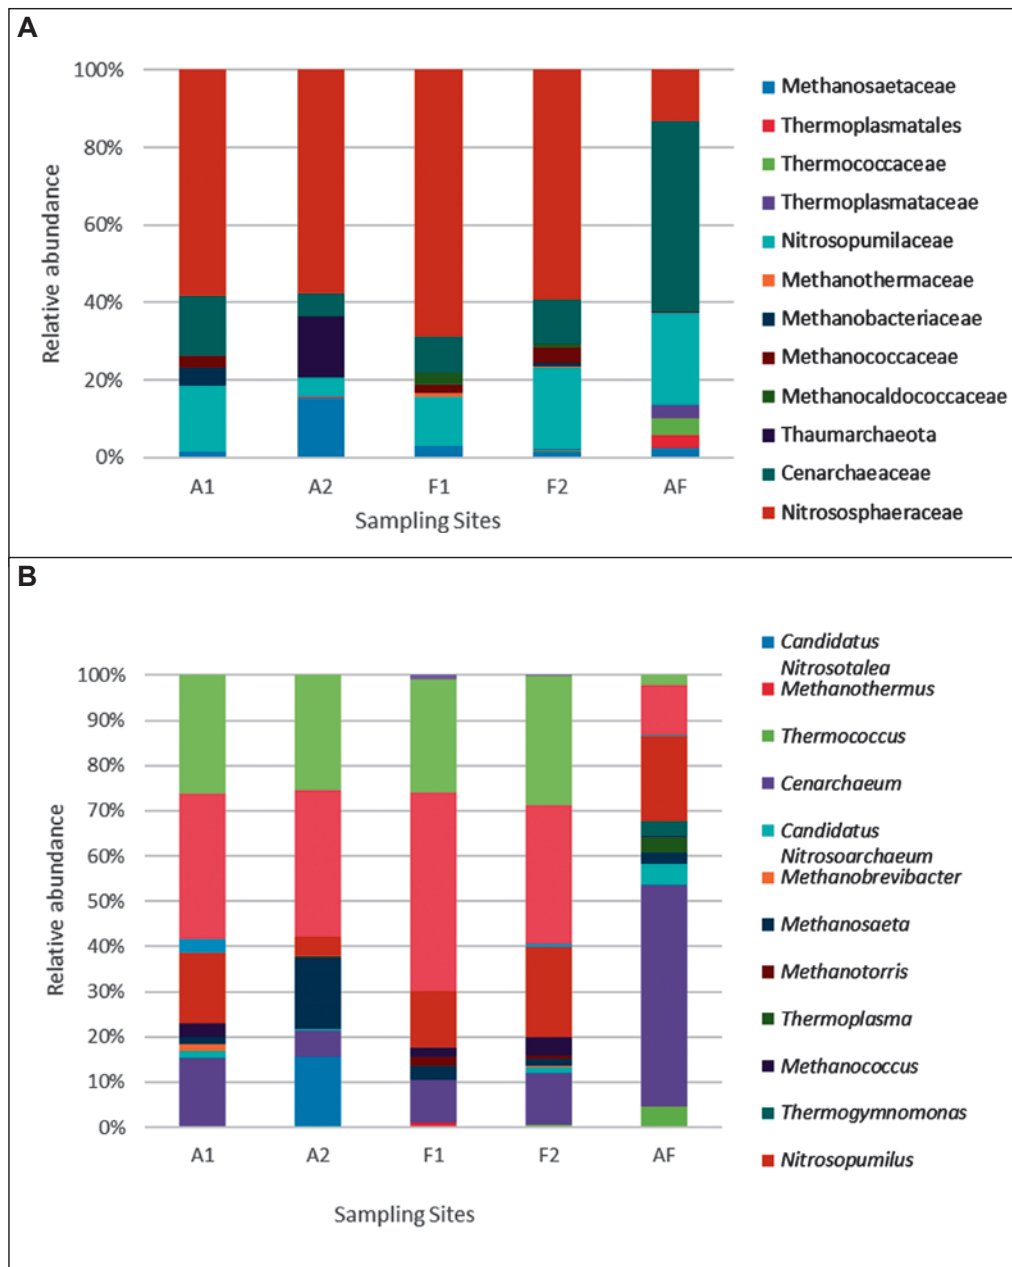 A
100%
80%
60%
40%
20%
0%
Relative abundance
A1 A2 F1 F2 AF
Sampling Sites
Methanosaetaceae
Thermoplasmatales
Thermococcaceae
Thermoplasmataceae
Nitrosopumilaceae
Methanothermaceae
Methanobacteriaceae
Methanococcaceae
Methanocaldococcaceae
Thaumarchaeota
Cenarchaeaceae
Nitrososphaeraceae
B
100%
90%
80%
70%
60%
50%
40%
30%
20%
10%
0%
Relative abundance
A1 A2 F1 F2 AF
Sampling Sites
Candidatus
Nitrosotalea
Methanothermus
Thermococcus
Cenarchaeum
Candidatus
Nitrosoarchaeum
Methanobrevibacter
Methanosaeta
Methanotorris
Thermoplasma
Methanococcus
Thermogymnomonas
Nitrosopumilus